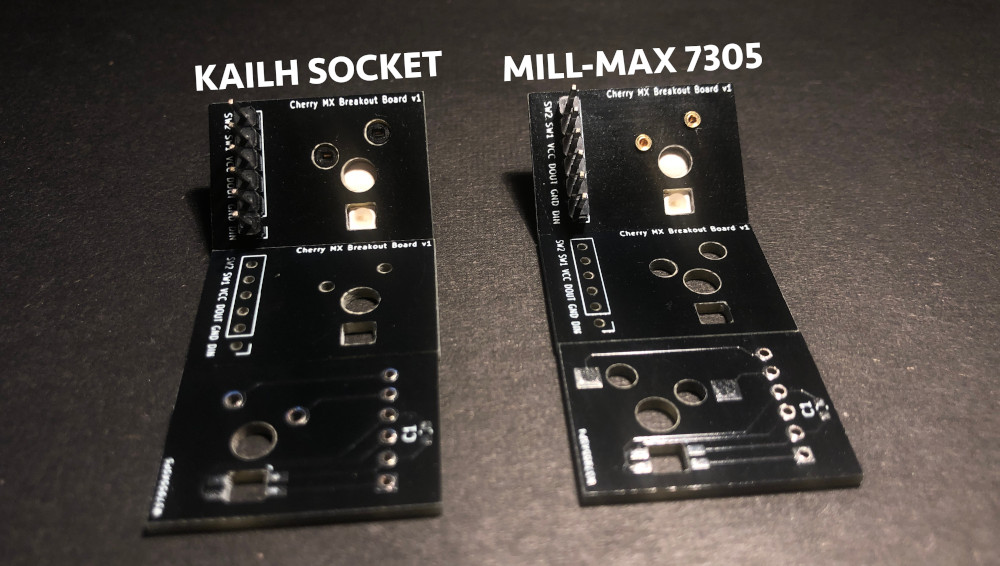 KAILH SOCKET
MILL-MAX 7305
Cherry MX Breakout Board v1
SW2 SW1 VCC DOUT GND DIN
Cherry MX Breakout Board v1
SW2 SW1 VCC DOUT GND DIN
Cherry MX Breakout Board v1
SW2 SW1 VCC DOUT GND DIN
Cherry MX Breakout Board v1
SW2 SW1 VCC DOUT GND DIN
C1
C1